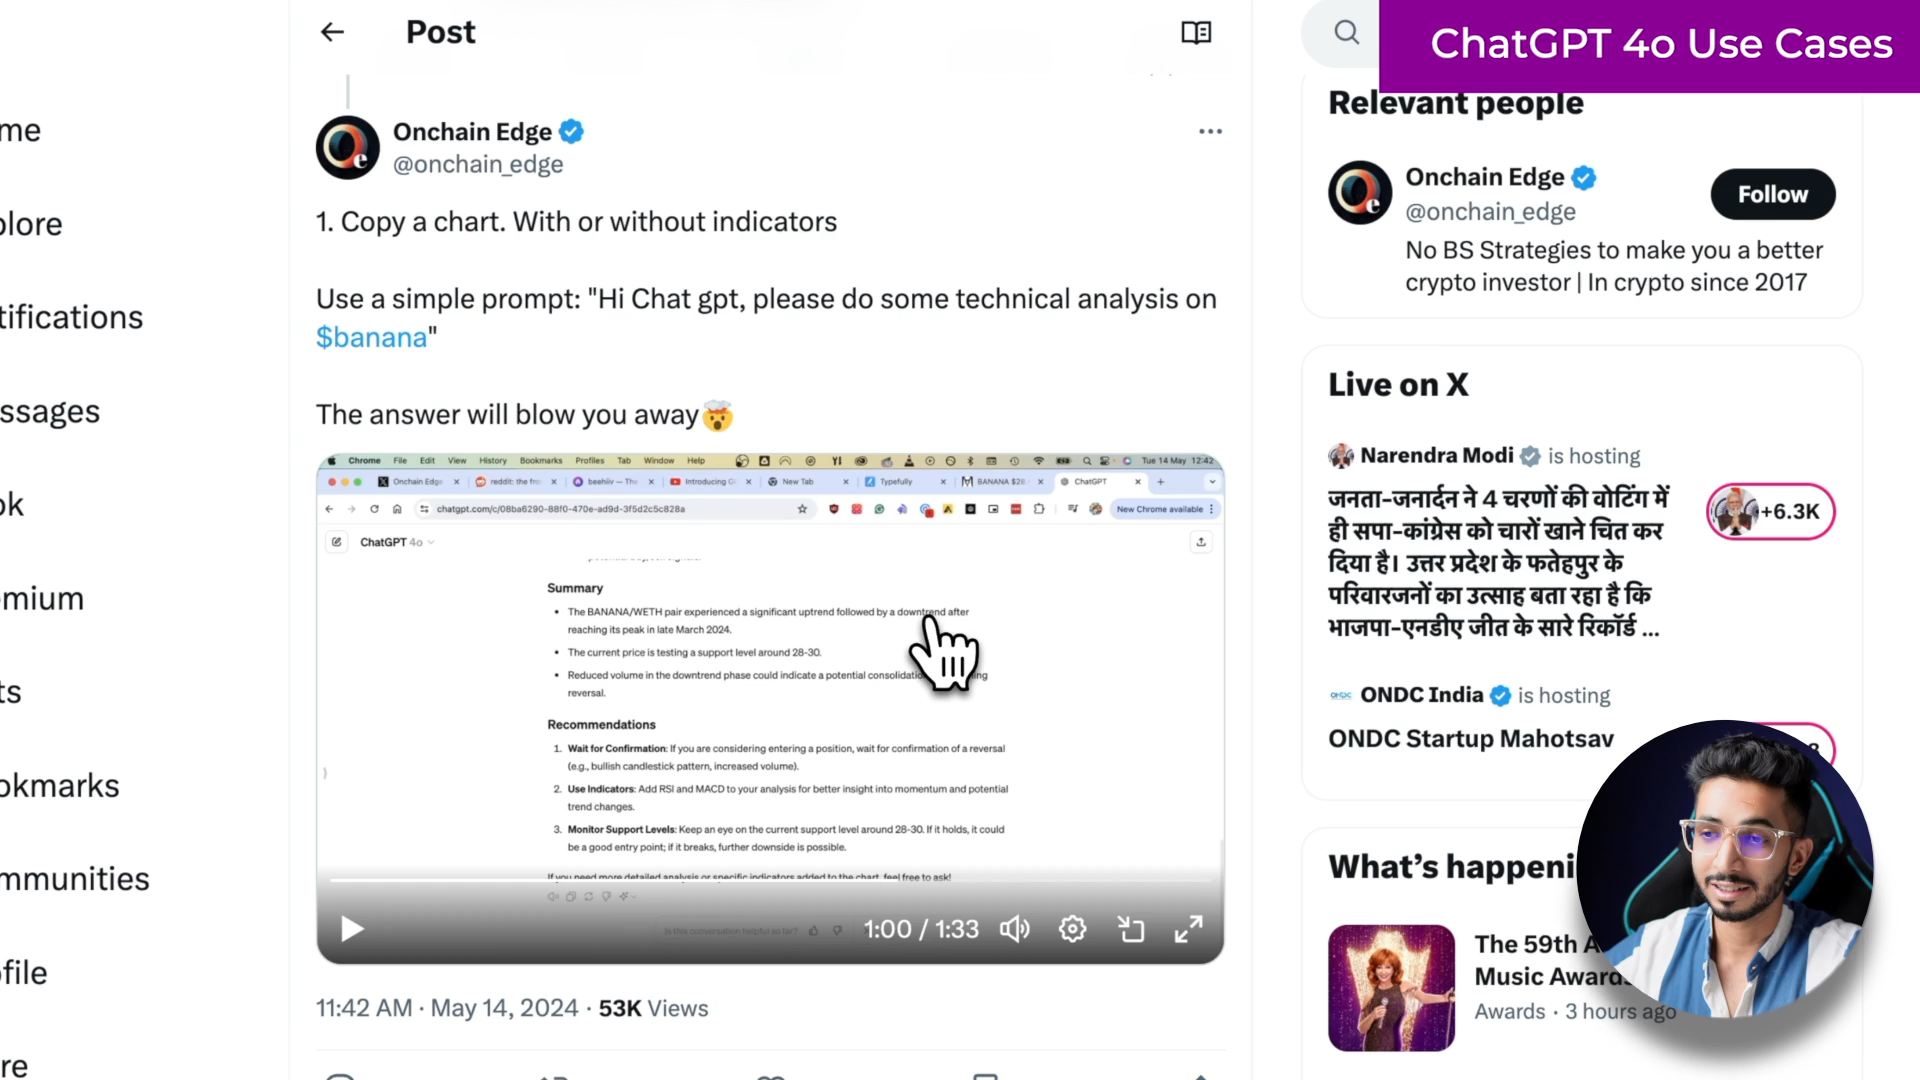 Post
ChatGPT 4o Use Cases
me
plore
tifications
ssages
ok
emium
ts
okmarks
mmunities
ofile
re
Onchain Edge
@onchain_edge
1. Copy a chart. With or without indicators
Use a simple prompt: "Hi Chat gpt, please do some technical analysis on
$banana"
The answer will blow you away🤯
Chrome File Edit View History Bookmarks Profiles Tab Window Help Tue 14 May 12:42
Onchain Edge reddit: the fro beehiiv — The Introducing G New Tab Typefully BANANA $28. ChatGPT
chatgpt.com/c/08ba6290-88f0-470e-ad9d-3f5d2c5c828a New Chrome available
ChatGPT 4o
Summary
• The BANANA/WETH pair experienced a significant uptrend followed by a downtrend after
reaching its peak in late March 2024.
• The current price is testing a support level around 28-30.
• Reduced volume in the downtrend phase could indicate a potential consolidatio ng
reversal.
Recommendations
1. Wait for Confirmation: If you are considering entering a position, wait for confirmation of a reversal
(e.g., bullish candlestick pattern, increased volume).
2. Use Indicators: Add RSI and MACD to your analysis for better insight into momentum and potential
trend changes.
3. Monitor Support Levels: Keep an eye on the current support level around 28-30. If it holds, it could
be a good entry point; if it breaks, further downside is possible.
If you need more detailed analysis or specific indicators added to the chart, feel free to ask!
Is this conversation helpful so far?
1:00 / 1:33
11:42 AM · May 14, 2024 · 53K Views
Relevant people
Onchain Edge
@onchain_edge
Follow
No BS Strategies to make you a better
crypto investor | In crypto since 2017
Live on X
Narendra Modi is hosting
जनता-जनार्दन ने 4 चरणों की वोटिंग में
ही सपा-कांग्रेस को चारों खाने चित कर
दिया है। उत्तर प्रदेश के फतेहपुर के
परिवारजनों का उत्साह बता रहा है कि
भाजपा-एनडीए जीत के सारे रिकॉर्ड ...
+6.3K
ONDC India is hosting
ONDC Startup Mahotsav
What's happeni
The 59th A
Music Awards
Awards · 3 hours ago